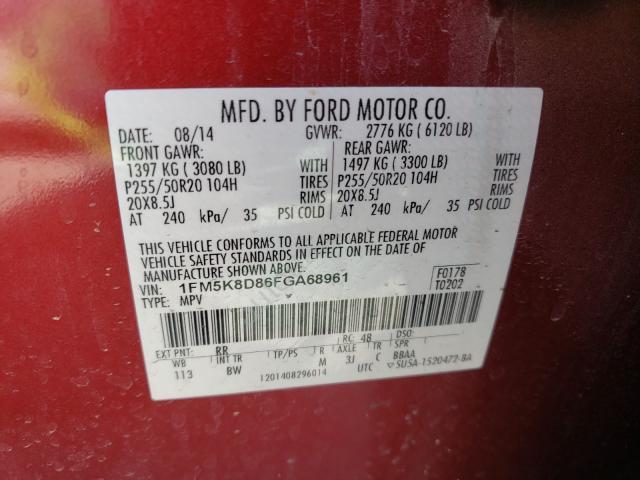 MFD. BY FORD MOTOR CO.
DATE: 08/14 GVWR: 2776 KG ( 6120 LB)
FRONT GAWR: REAR GAWR:
1397 KG ( 3080 LB) WITH 1497 KG ( 3300 LB) WITH
P255/50R20 104H TIRES P255/50R20 104H TIRES
20X8.5J RIMS 20X8.5J RIMS
AT 240 kPa/ 35 PSI COLD AT 240 kPa/ 35 PSI COLD
THIS VEHICLE CONFORMS TO ALL APPLICABLE FEDERAL MOTOR
VEHICLE SAFETY STANDARDS IN EFFECT ON THE DATE OF
MANUFACTURE SHOWN ABOVE.
VIN: 1FM5K8D86FGA68961 F0178
TYPE: MPV T0202
EXT PNT: RR RC: 48 DSO:
WB INT TR TP/PS R AXLE TR SPR
113 BW M 3J C BBAA
1201408296014 UTC ▽5U5A-1520472-BA